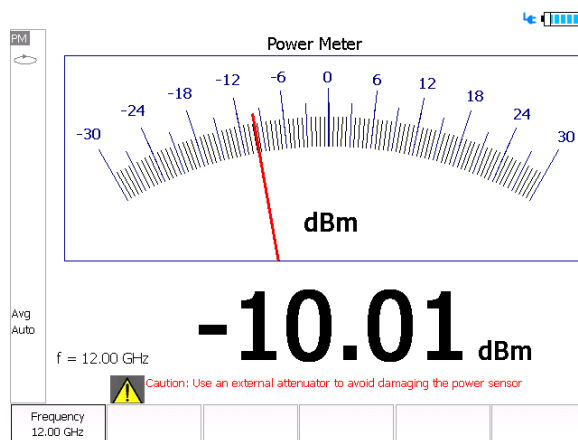 PM
Power Meter
-30
-24
-18
-12
-6
0
6
12
18
24
30
dBm
Avg
Auto
-10.01 dBm
f = 12.00 GHz
Caution: Use an external attenuator to avoid damaging the power sensor
Frequency
12.00 GHz